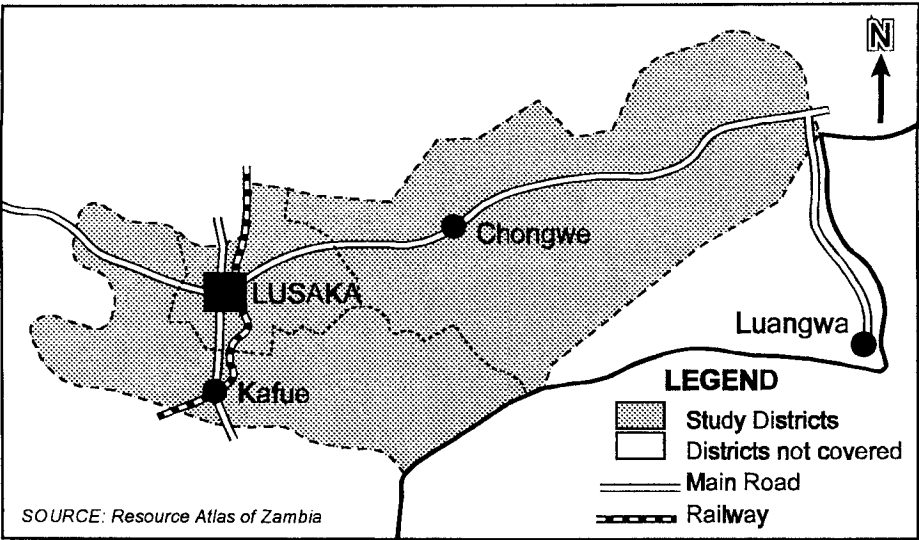 N
Chongwe
LUSAKA
Luangwa
Kafue
LEGEND
Study Districts
Districts not covered
Main Road
Railway
SOURCE: Resource Atlas of Zambia